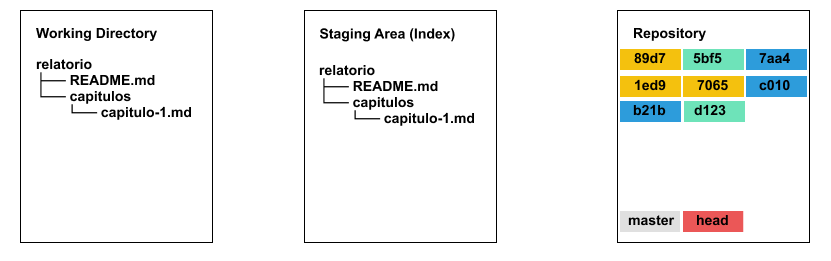 Working Directory
relatorio
README.md
capitulos
capitulo-1.md
Staging Area (Index)
relatorio
README.md
capitulos
capitulo-1.md
Repository
89d7 5bf5 7aa4
1ed9 7065 c010
b21b d123
master head